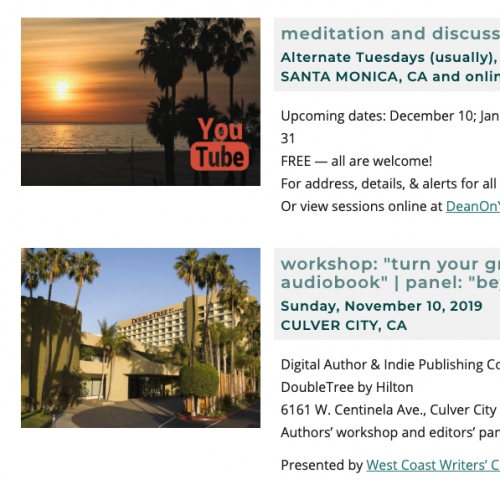 You
Tube
meditation and discuss
Alternate Tuesdays (usually),
SANTA MONICA, CA and onlin
Upcoming dates: December 10; Jan
31
FREE — all are welcome!
For address, details, & alerts for all
Or view sessions online at DeanOnY
DOUBLETREE
workshop: "turn your gr
audiobook" | panel: "be
Sunday, November 10, 2019
CULVER CITY, CA
Digital Author & Indie Publishing Co
DoubleTree by Hilton
6161 W. Centinela Ave., Culver City
Authors’ workshop and editors’ pan
Presented by West Coast Writers’ C